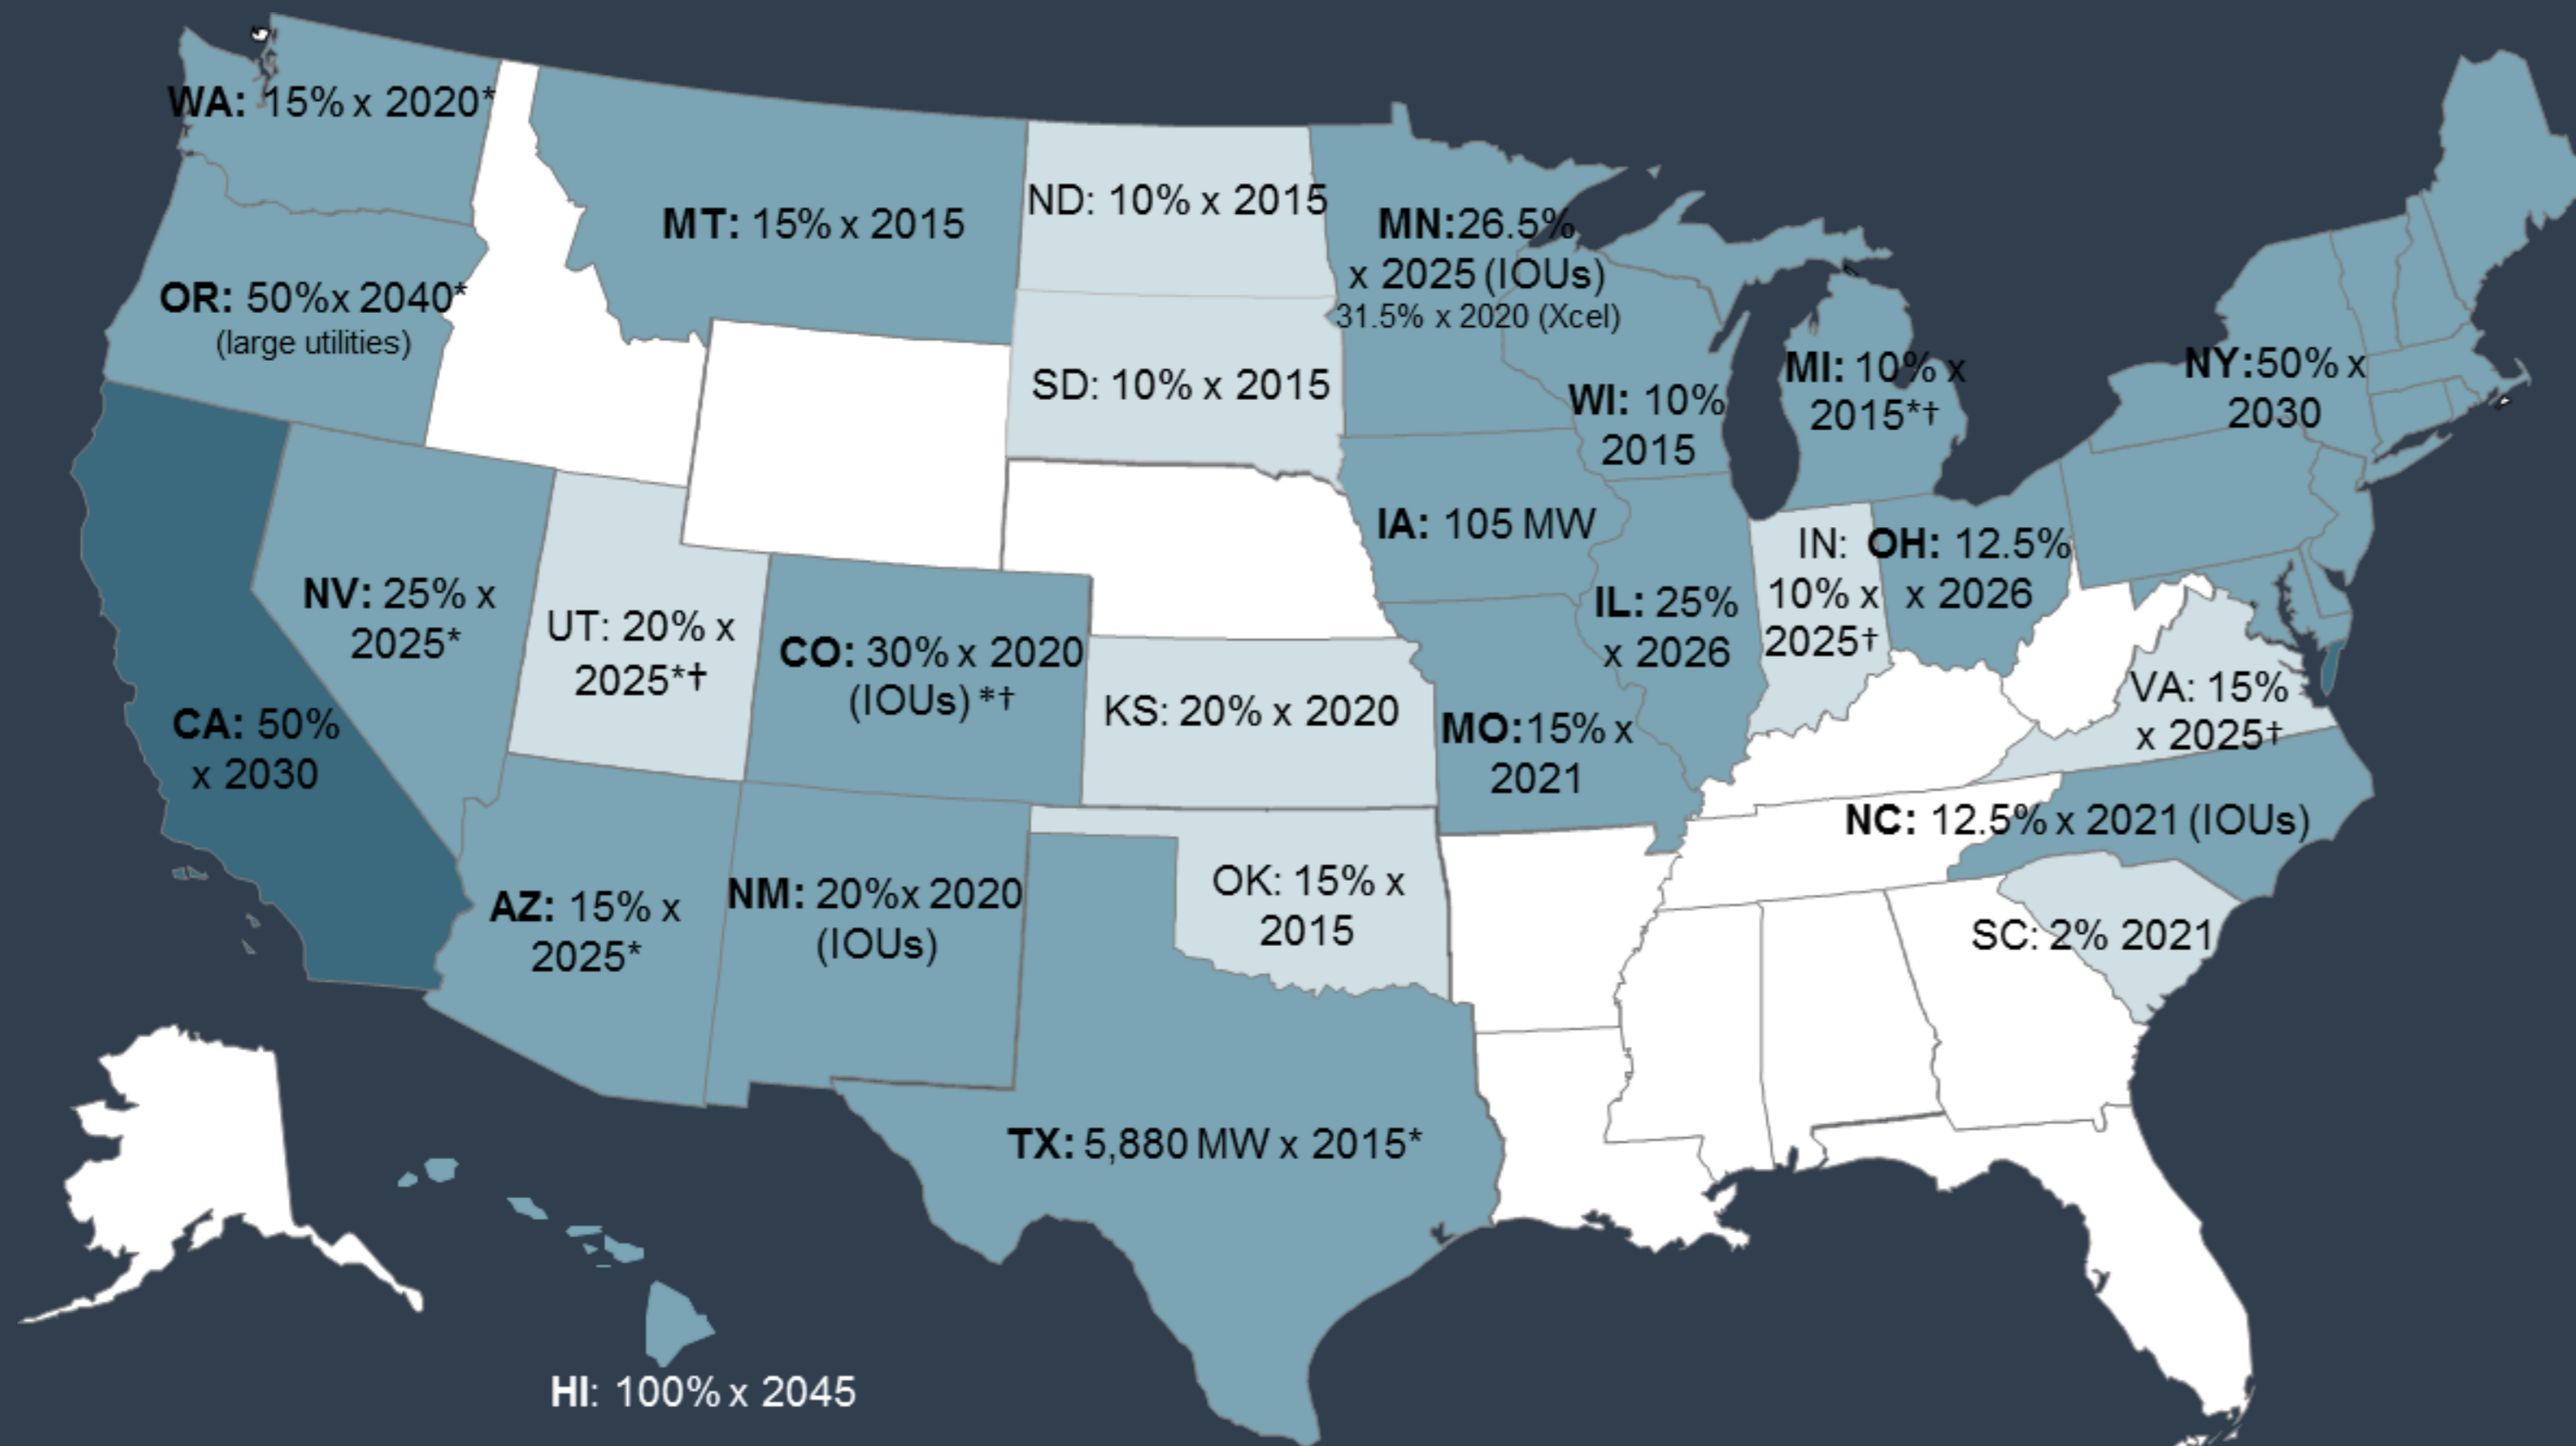 WA: 15% x 2020*
OR: 50%x 2040*
(large utilities)
MT: 15% x 2015
ND: 10% x 2015
SD: 10% x 2015
MN:26.5%
x 2025 (IOUs)
31.5% x 2020 (Xcel)
WI: 10%
2015
MI: 10% x
2015*†
NY:50% x
2030
IA: 105 MW
IL: 25%
x 2026
IN:
10% x
2025†
OH: 12.5%
x 2026
NV: 25% x
2025*
UT: 20% x
2025*†
CO: 30% x 2020
(IOUs) *†
KS: 20% x 2020
MO:15% x
2021
VA: 15%
x 2025†
CA: 50%
x 2030
NC: 12.5% x 2021 (IOUs)
AZ: 15% x
2025*
NM: 20%x 2020
(IOUs)
OK: 15% x
2015
SC: 2% 2021
TX: 5,880 MW x 2015*
HI: 100% x 2045